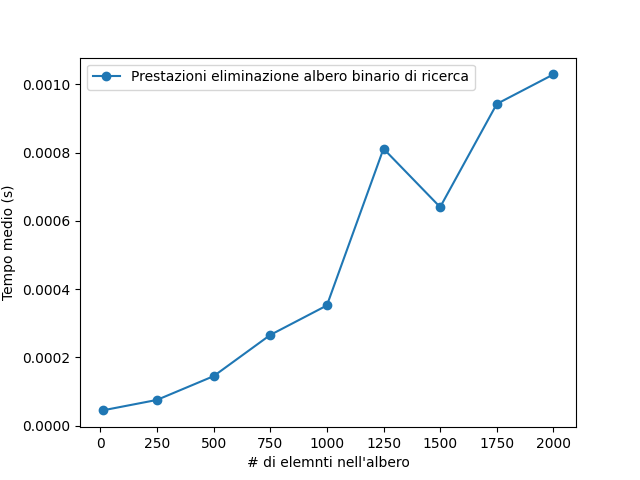 Prestazioni eliminazione albero binario di ricerca
0.0010
0.0008
0.0006
0.0004
0.0002
0.0000
Tempo medio (s)
0 250 500 750 1000 1250 1500 1750 2000
# di elemnti nell'albero